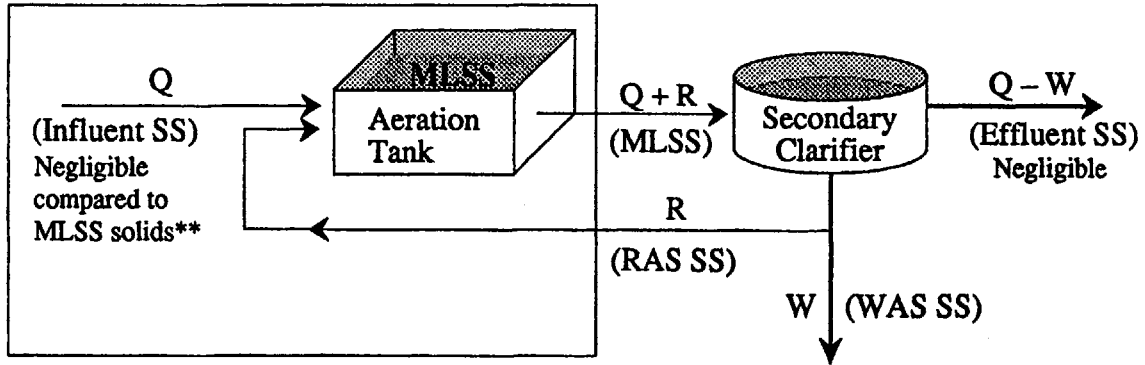 Q
(Influent SS)
Negligible
compared to
MLSS solids**
MLSS
Aeration
Tank
Q + R
(MLSS)
Secondary
Clarifier
Q – W
(Effluent SS)
Negligible
R
(RAS SS)
W (WAS SS)